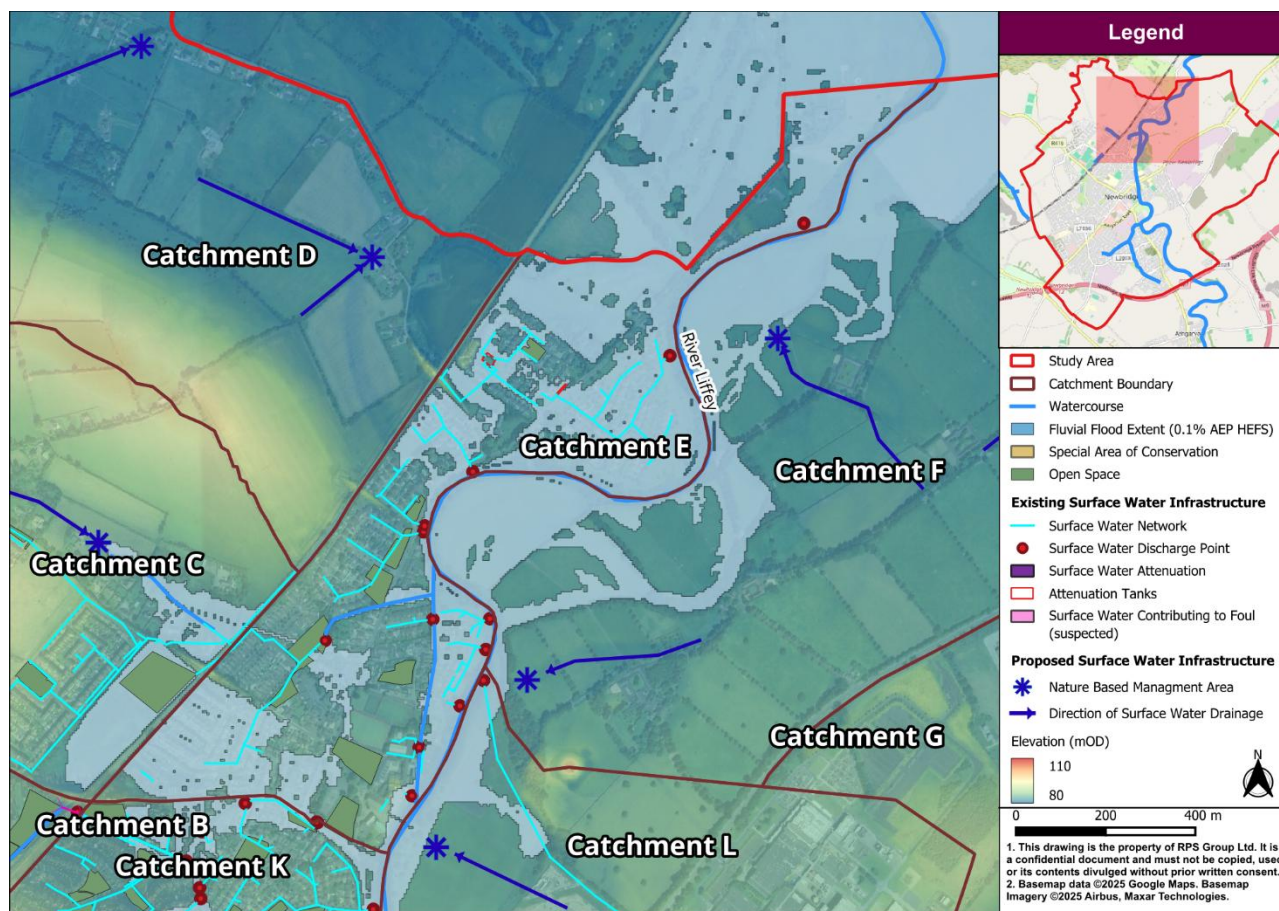 Catchment D
River Liffey
Catchment E
Catchment F
Catchment C
Catchment G
Catchment B
Catchment L
Catchment K
Legend
Newbridge
Study Area
Catchment Boundary
Watercourse
Fluvial Flood Extent (0.1% AEP HEFS)
Special Area of Conservation
Open Space
Existing Surface Water Infrastructure
Surface Water Network
Surface Water Discharge Point
Surface Water Attenuation
Attenuation Tanks
Surface Water Contributing to Foul
(suspected)
Proposed Surface Water Infrastructure
Nature Based Managment Area
Direction of Surface Water Drainage
Elevation (mOD)
110
80
N
0 200 400 m
1. This drawing is the property of RPS Group Ltd. It is
a confidential document and must not be copied, used
or its contents divulged without prior written consent.
2. Basemap data ©2025 Google Maps. Basemap
Imagery ©2025 Airbus, Maxar Technologies.